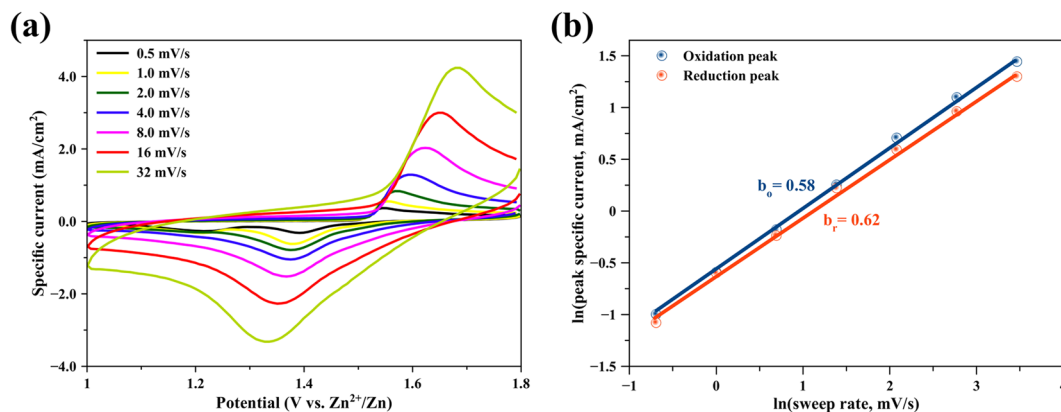 (a)
4.0
2.0
0.0
-2.0
-4.0
Specific current (mA/cm²)
0.5 mV/s
1.0 mV/s
2.0 mV/s
4.0 mV/s
8.0 mV/s
16 mV/s
32 mV/s
1
1.2
1.4
1.6
1.8
Potential (V vs. Zn²⁺/Zn)
(b)
1.5
1
0.5
0
−0.5
−1
−1.5
ln(peak specific current, mA/cm²)
Oxidation peak
Reduction peak
bₒ= 0.58
bᵣ = 0.62
−1
0
1
2
3
4
ln(sweep rate, mV/s)